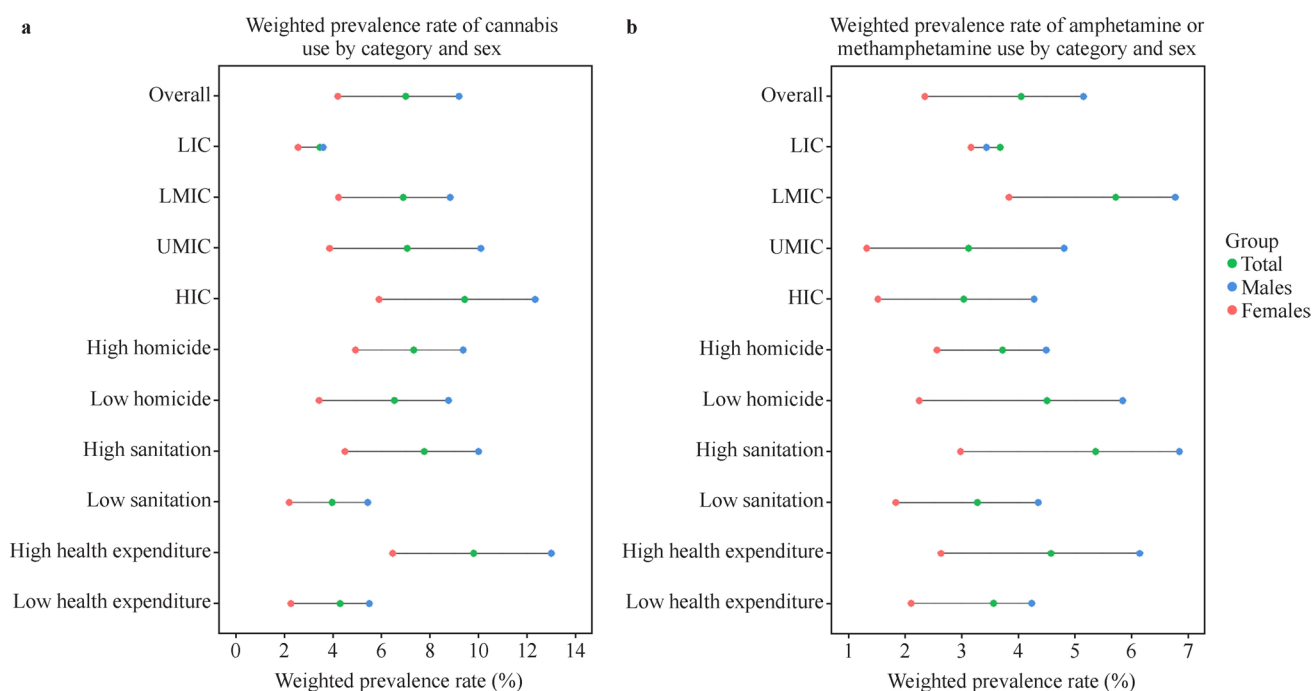 a
Weighted prevalence rate of cannabis
use by category and sex
Overall
LIC
LMIC
UMIC
HIC
High homicide
Low homicide
High sanitation
Low sanitation
High health expenditure
Low health expenditure
0 2 4 6 8 10 12 14
Weighted prevalence rate (%)
b
Weighted prevalence rate of amphetamine or
methamphetamine use by category and sex
Overall
LIC
LMIC
UMIC
HIC
High homicide
Low homicide
High sanitation
Low sanitation
High health expenditure
Low health expenditure
1 2 3 4 5 6 7
Weighted prevalence rate (%)
Group
Total
Males
Females